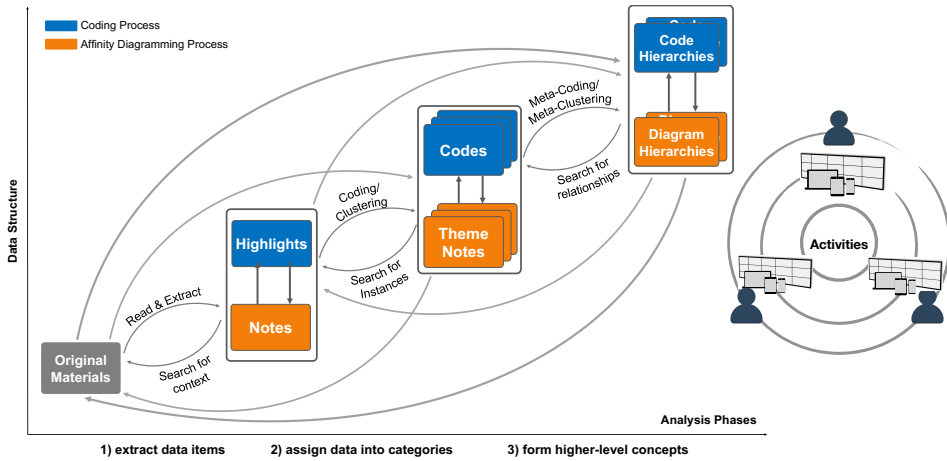 Coding Process
Affinity Diagramming Process
Code
Hierarchies
Diagram
Hierarchies
Meta-Coding/
Meta-Clustering
Search for
relationships
Codes
Theme
Notes
Coding/
Clustering
Search for
Instances
Highlights
Notes
Read & Extract
Search for
context
Original
Materials
Data Structure
Analysis Phases
1) extract data items
2) assign data into categories
3) form higher-level concepts
Activities